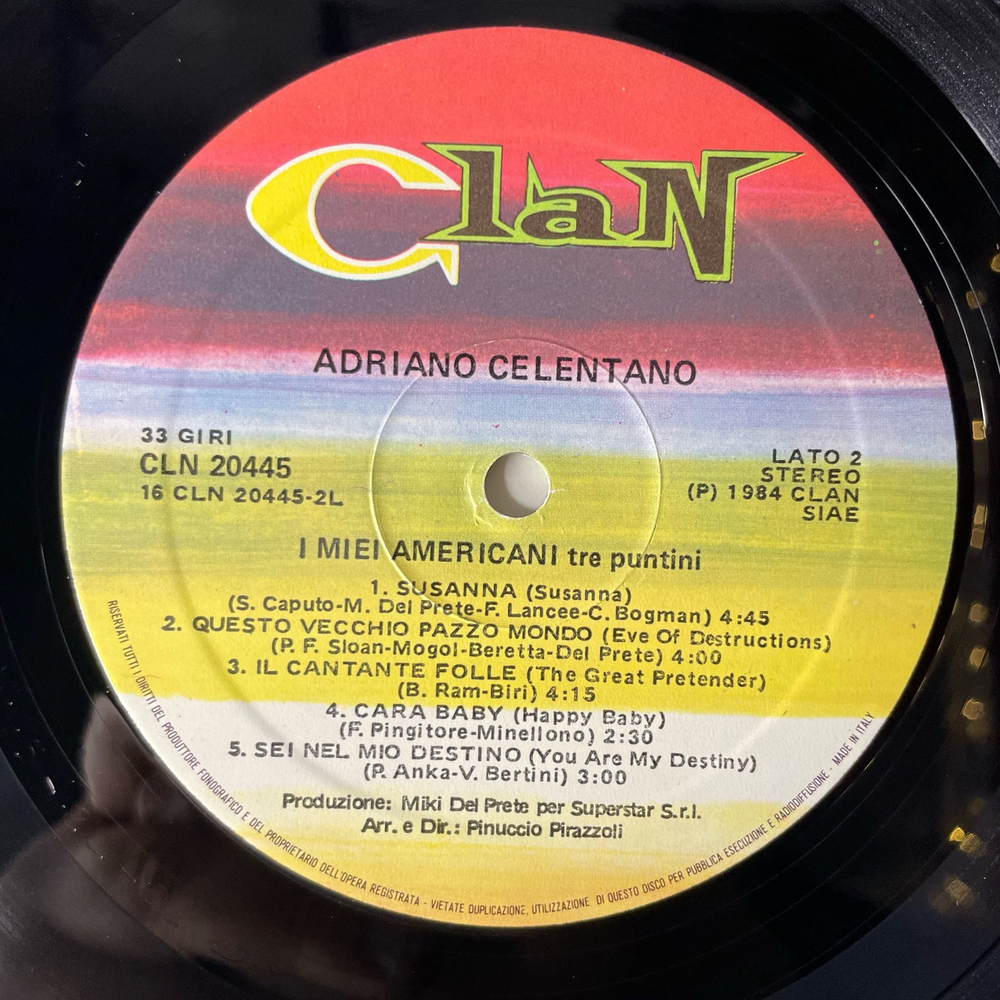 Clan
ADRIANO CELENTANO
33 GIRI
CLN 20445
16 CLN 20445-2L
LATO 2
STEREO
(P) 1984 CLAN
SIAE
I MIEI AMERICANI tre puntini
1. SUSANNA (Susanna)
(S. Caputo-M. Del Prete-F. Lancee-C. Bogman) 4:45
2. QUESTO VECCHIO PAZZO MONDO (Eve Of Destructions)
(P. F. Sloan-Mogol-Beretta-Del Prete) 4:00
3. IL CANTANTE FOLLE (The Great Pretender)
(B. Ram-Biri) 4:15
4. CARA BABY (Happy Baby)
(F. Pingitore-Minellono) 2:30
5. SEI NEL MIO DESTINO (You Are My Destiny)
(P. Anka-V. Bertini) 3:00
Produzione: Miki Del Prete per Superstar S.r.l.
Arr. e Dir.: Pinuccio Pirazzoli
RISERVATI TUTTI I DIRITTI DEL PRODUTTORE FONOGRAFICO E DEL PROPRIETARIO DELL'OPERA REGISTRATA - VIETATE DUPLICAZIONE, UTILIZZAZIONE DI QUESTO DISCO PER PUBBLICA ESECUZIONE E RADIODIFFUSIONE - MADE IN ITALY